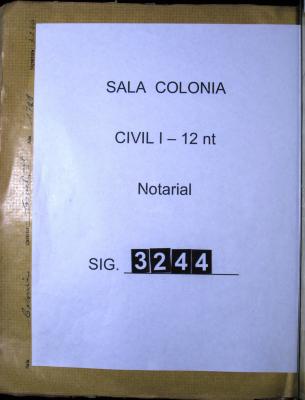 SALA COLONIA
CIVIL I – 12 nt
Notarial
SIG. 3244